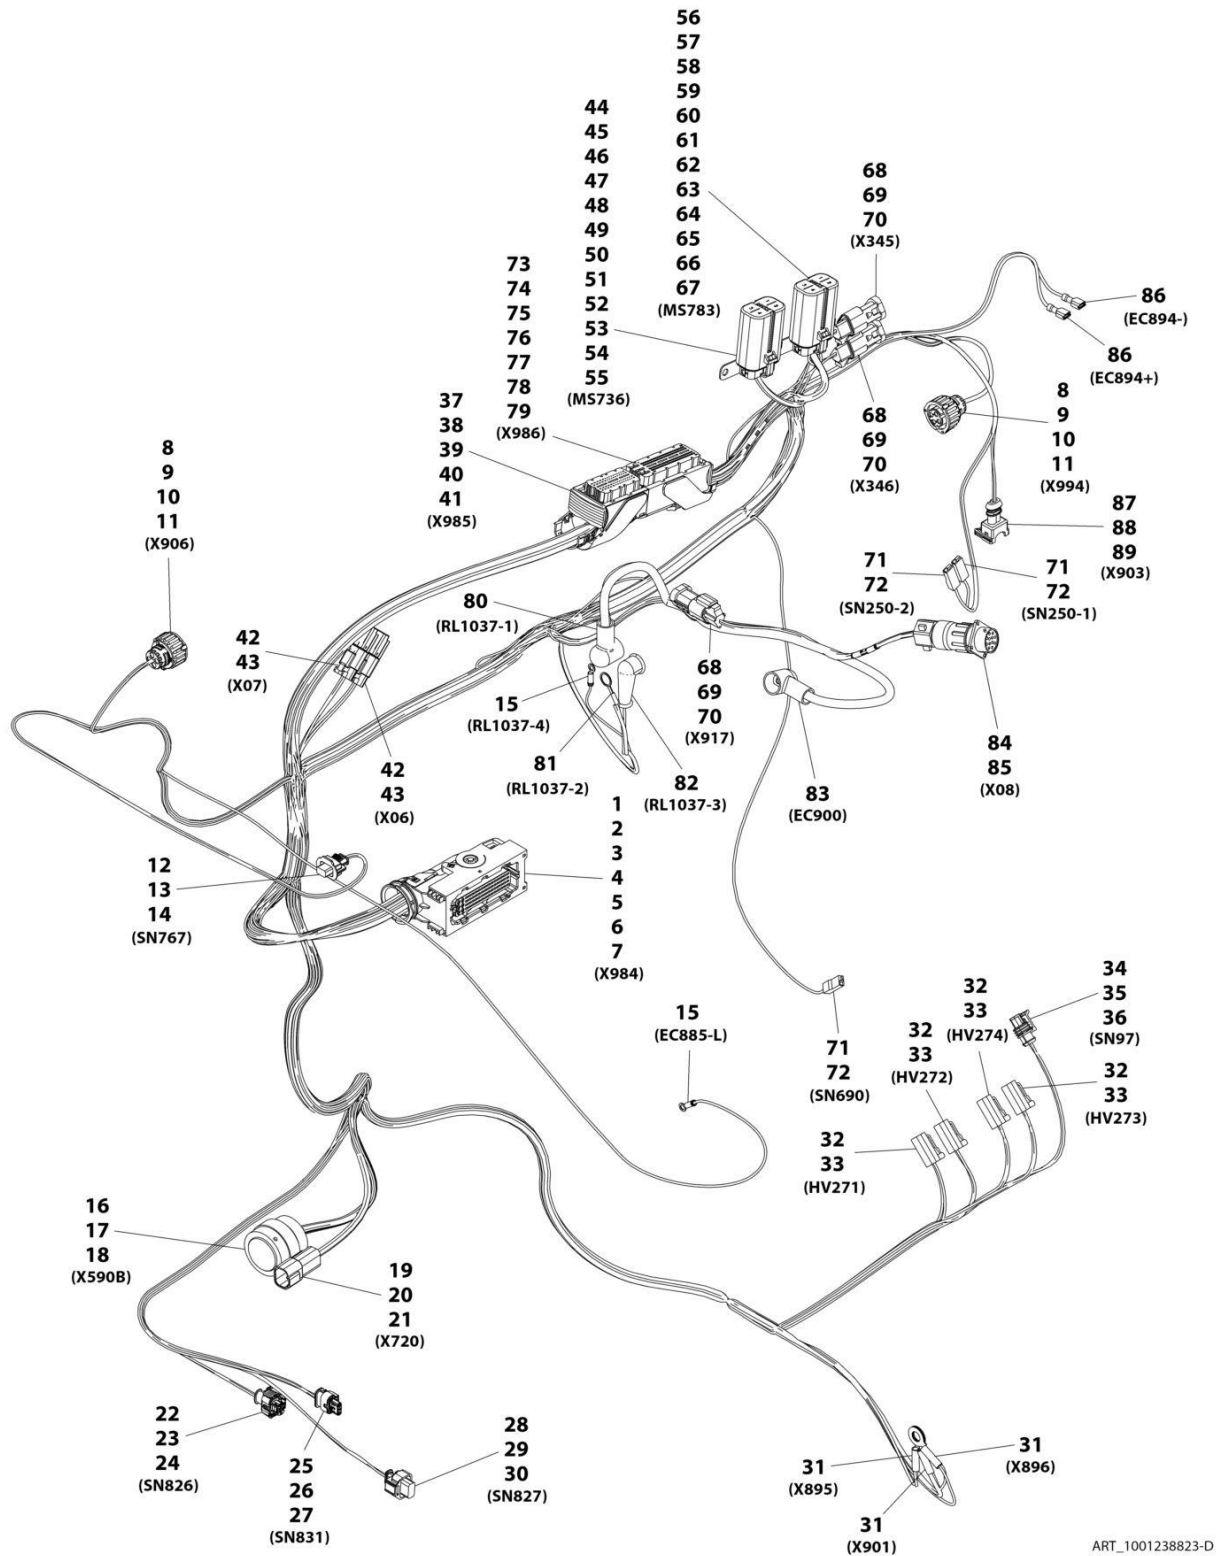 56
57
58
59
60
61
62
63
64
65
66
67
(MS783)
44
45
46
47
48
49
50
51
52
53
54
55
(MS736)
68
69
70
(X345)
73
74
75
76
77
78
79
(X986)
86
(EC894-)
86
(EC894+)
37
38
39
40
41
(X985)
68
69
70
(X346)
8
9
10
11
(X994)
8
9
10
11
(X906)
87
88
89
(X903)
71
72
(SN250-2)
71
72
(SN250-1)
80
(RL1037-1)
42
43
(X07)
15
(RL1037-4)
68
69
70
(X917)
42
43
(X06)
81
(RL1037-2)
82
(RL1037-3)
83
(EC900)
84
85
(X08)
1
2
3
4
5
6
7
(X984)
12
13
14
(SN767)
15
(EC885-L)
71
72
(SN690)
32
33
(HV274)
34
35
36
(SN97)
32
33
(HV272)
32
33
(HV273)
32
33
(HV271)
16
17
18
(X590B)
19
20
21
(X720)
22
23
24
(SN826)
25
26
27
(SN831)
28
29
30
(SN827)
31
(X895)
31
(X896)
31
(X901)
ART_1001238823-D